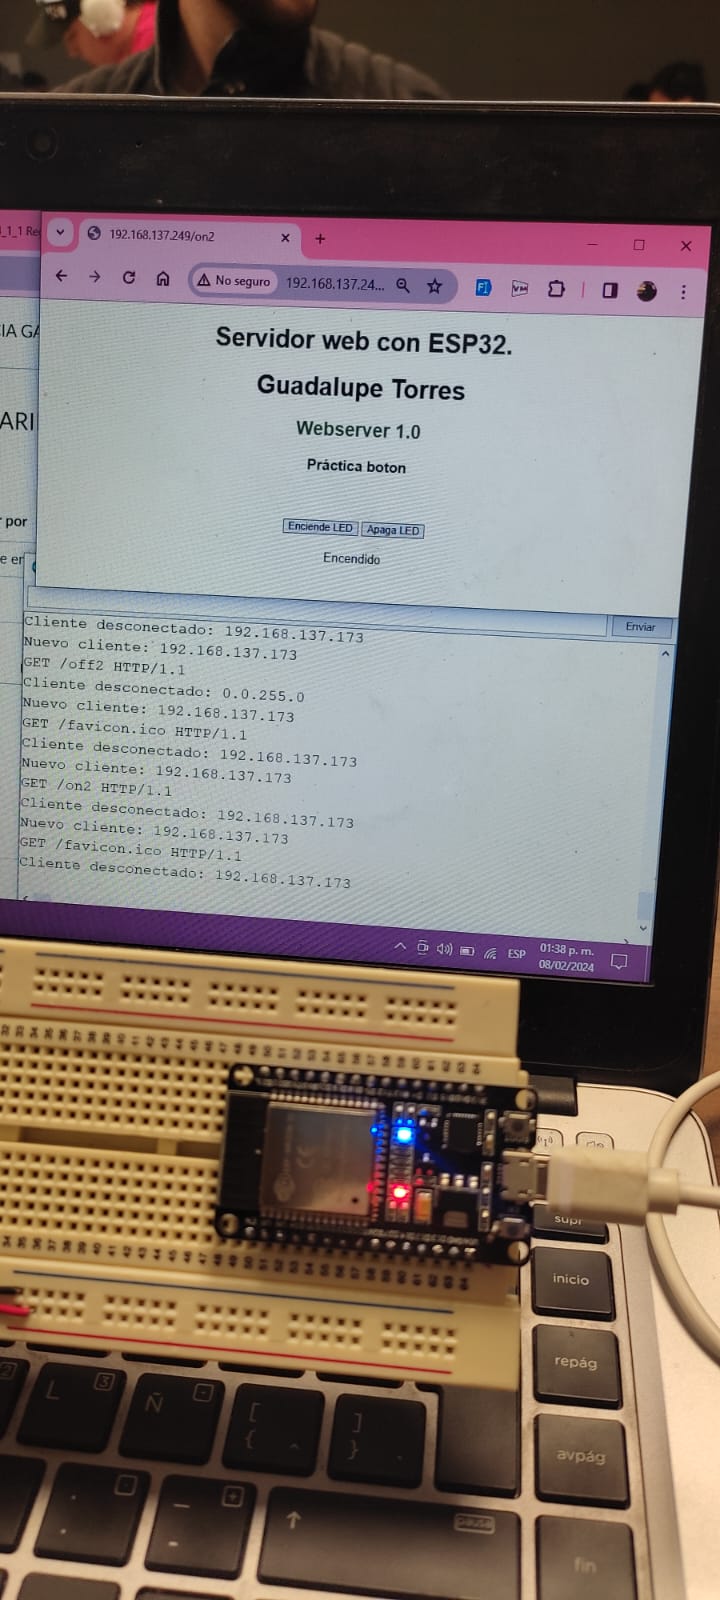 192.168.137.249/on2
No seguro
192.168.137.24...
Servidor web con ESP32.
Guadalupe Torres
Webserver 1.0
Práctica boton
Enciende LED Apaga LED
Encendido
ARI
por
Enviar
Cliente desconectado: 192.168.137.173
Nuevo cliente: 192.168.137.173
GET /off2 HTTP/1.1
Cliente desconectado: 0.0.255.0
Nuevo cliente: 192.168.137.173
GET /favicon.ico HTTP/1.1
Cliente desconectado: 192.168.137.173
Nuevo cliente: 192.168.137.173
GET /on2 HTTP/1.1
Cliente desconectado: 192.168.137.173
Nuevo cliente: 192.168.137.173
GET /favicon.ico HTTP/1.1
Cliente desconectado: 192.168.137.173
ESP
01:38 p. m.
08/02/2024
supr
inicio
repág
L 3
Ñ
[
{
]
}
avpág
pausa
fin